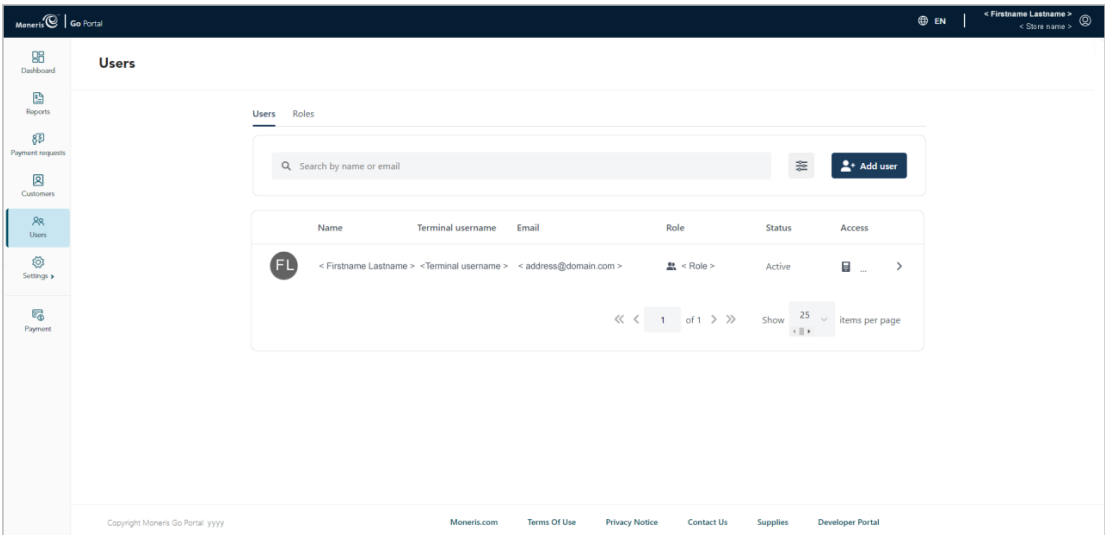 Moneris Go Portal EN < Firstname Lastname >
< Store name >
Dashboard
Reports
Payment requests
Customers
Users
Settings
Payment
Users
Users Roles
Search by name or email
Add user
Name Terminal username Email Role Status Access
FL < Firstname Lastname > <Terminal username > < address@domain.com > < Role > Active ...
1 of 1 Show 25 items per page
Copyright Moneris Go Portal yyyy Moneris.com Terms Of Use Privacy Notice Contact Us Supplies Developer Portal